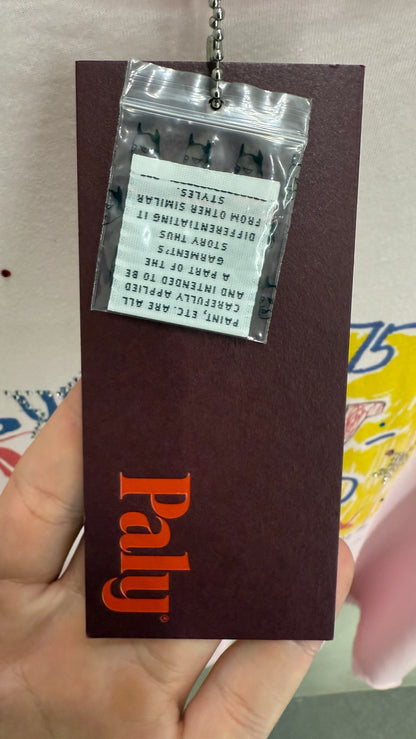 PAINT, ETC. ARE ALL
CAREFULLY APPLIED
AND INTENDED TO BE
A PART OF THE
GARMENT'S
STORY THUS
DIFFERENTIATING IT
FROM OTHER SIMILAR
STYLES.
Paly®
75